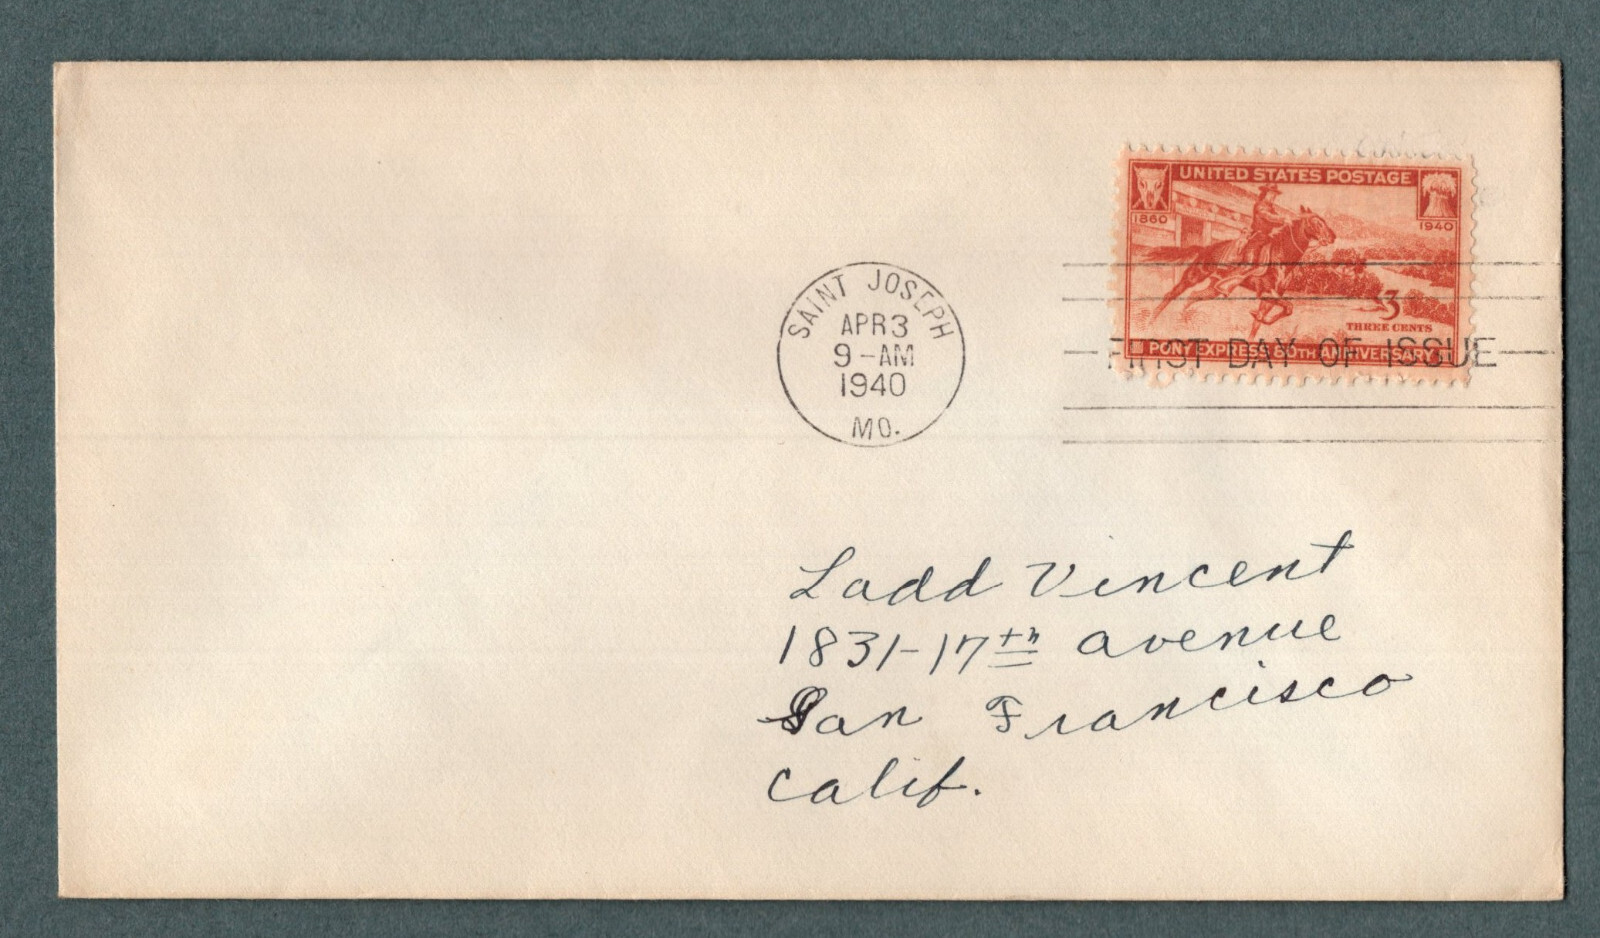 UNITED STATES POSTAGE
1860
1940
3
THREE CENTS
PONY EXPRESS 80TH ANNIVERSARY
SAINT JOSEPH
APR 3
9-AM
1940
MO.
FIRST DAY OF ISSUE
Ladd Vincent
1831-17th avenue
San Francisco
Calif.